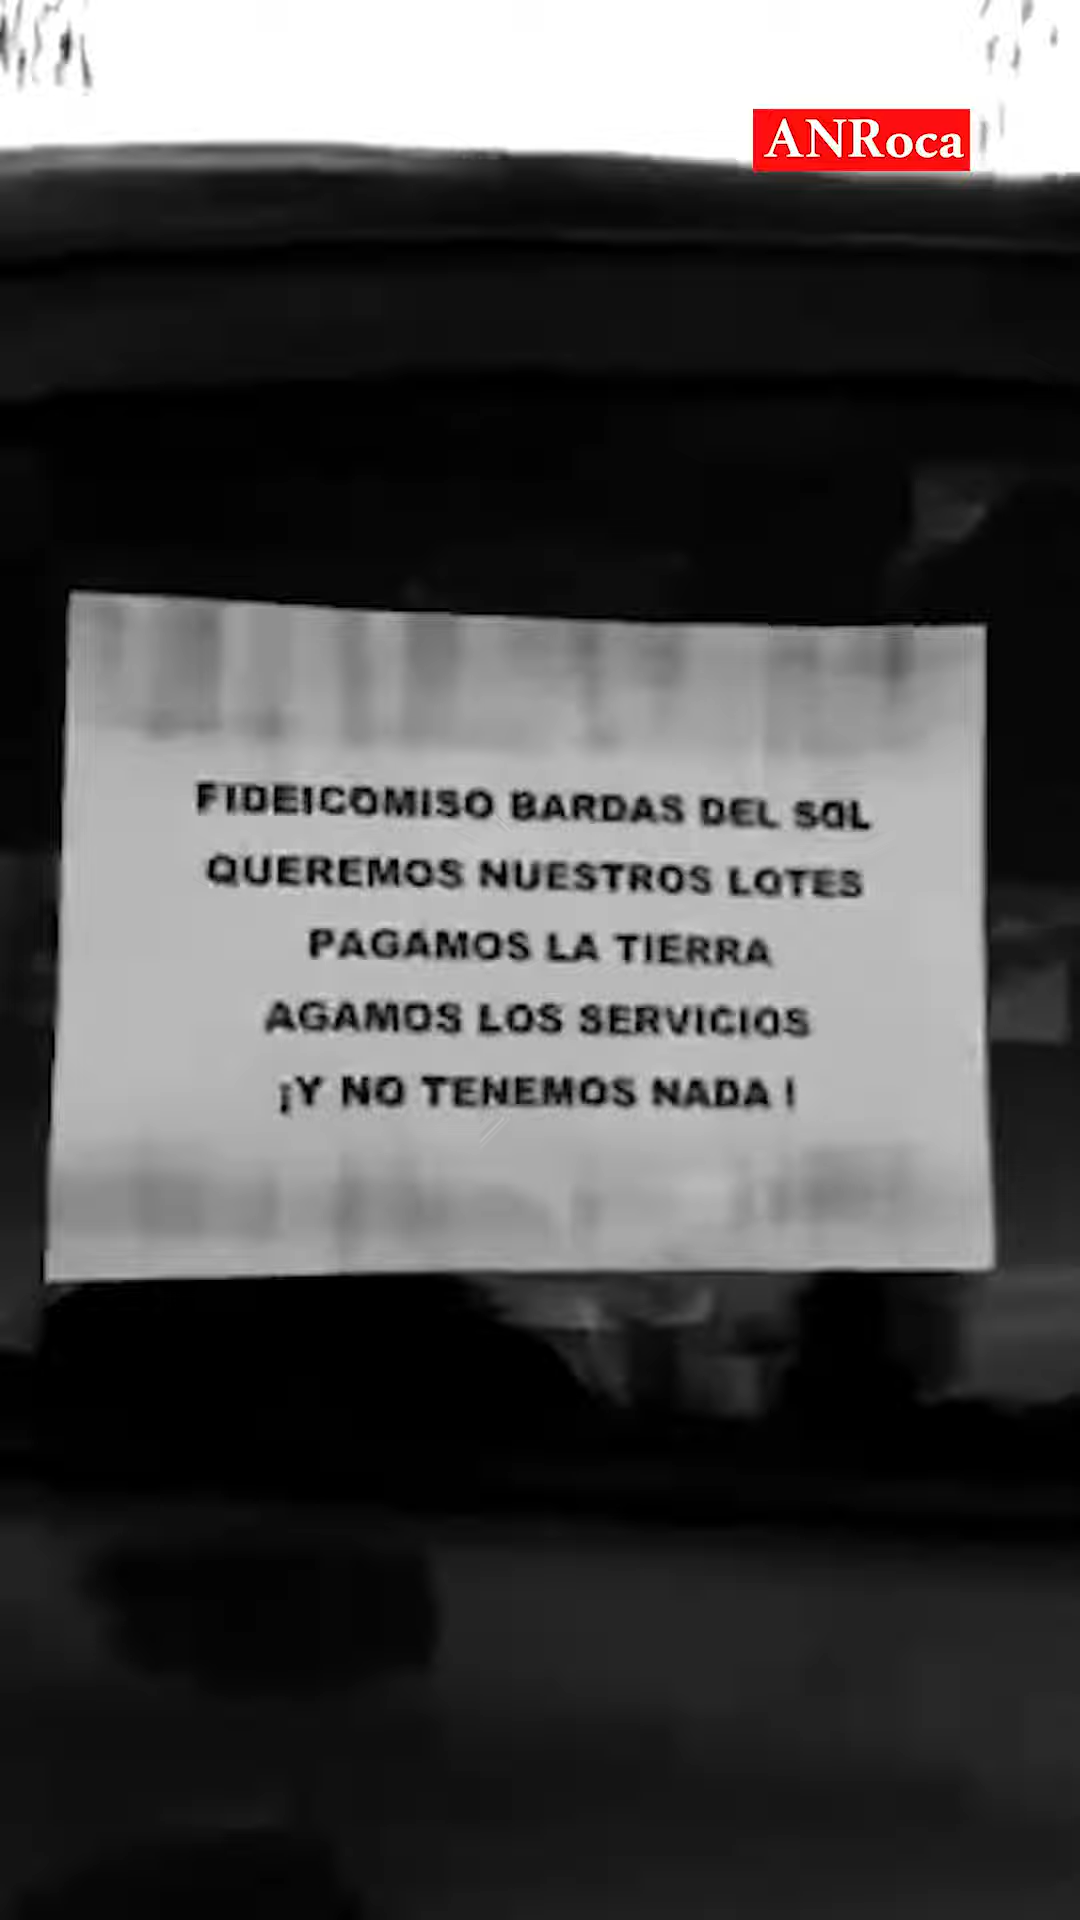 ANRoca
FIDEICOMISO BARDAS DEL SOL
QUEREMOS NUESTROS LOTES
PAGAMOS LA TIERRA
AGAMOS LOS SERVICIOS
¡Y NO TENEMOS NADA !